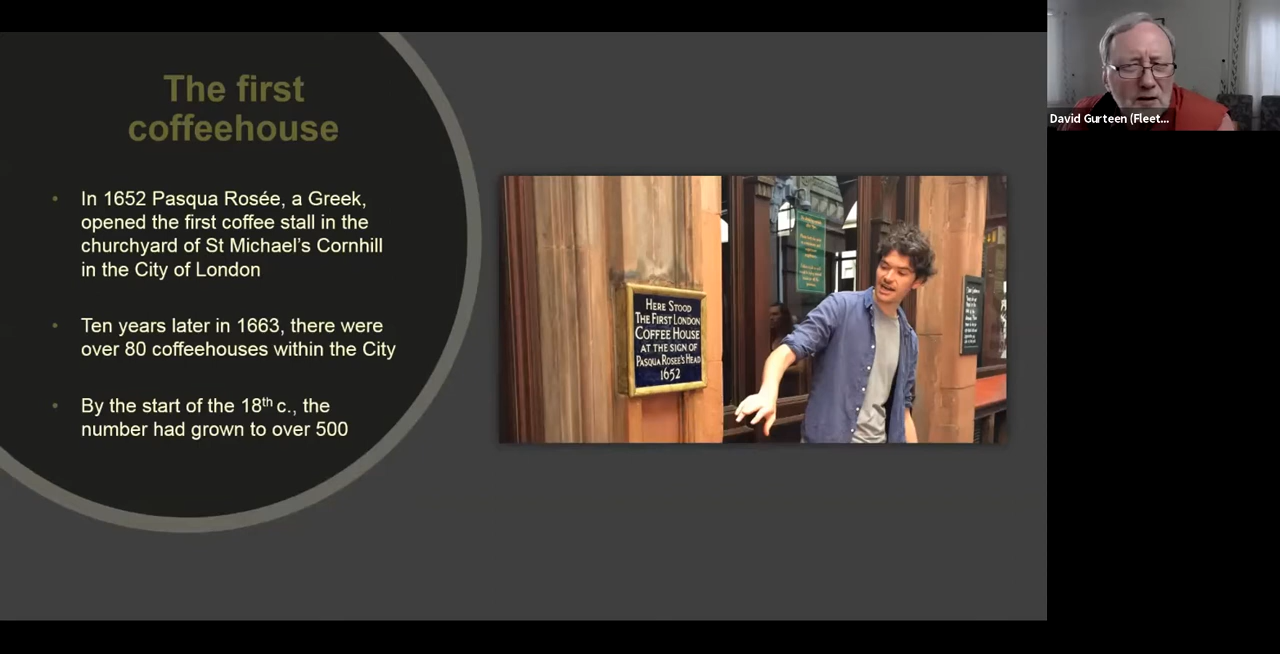 The first
coffeehouse
• In 1652 Pasqua Rosée, a Greek,
opened the first coffee stall in the
churchyard of St Michael's Cornhill
in the City of London
• Ten years later in 1663, there were
over 80 coffeehouses within the City
• By the start of the 18th c., the
number had grown to over 500
HERE STOOD
THE FIRST LONDON
COFFEE HOUSE
AT THE SIGN OF
PASQUA ROSEE'S HEAD
1652
David Gurteen (Fleet...